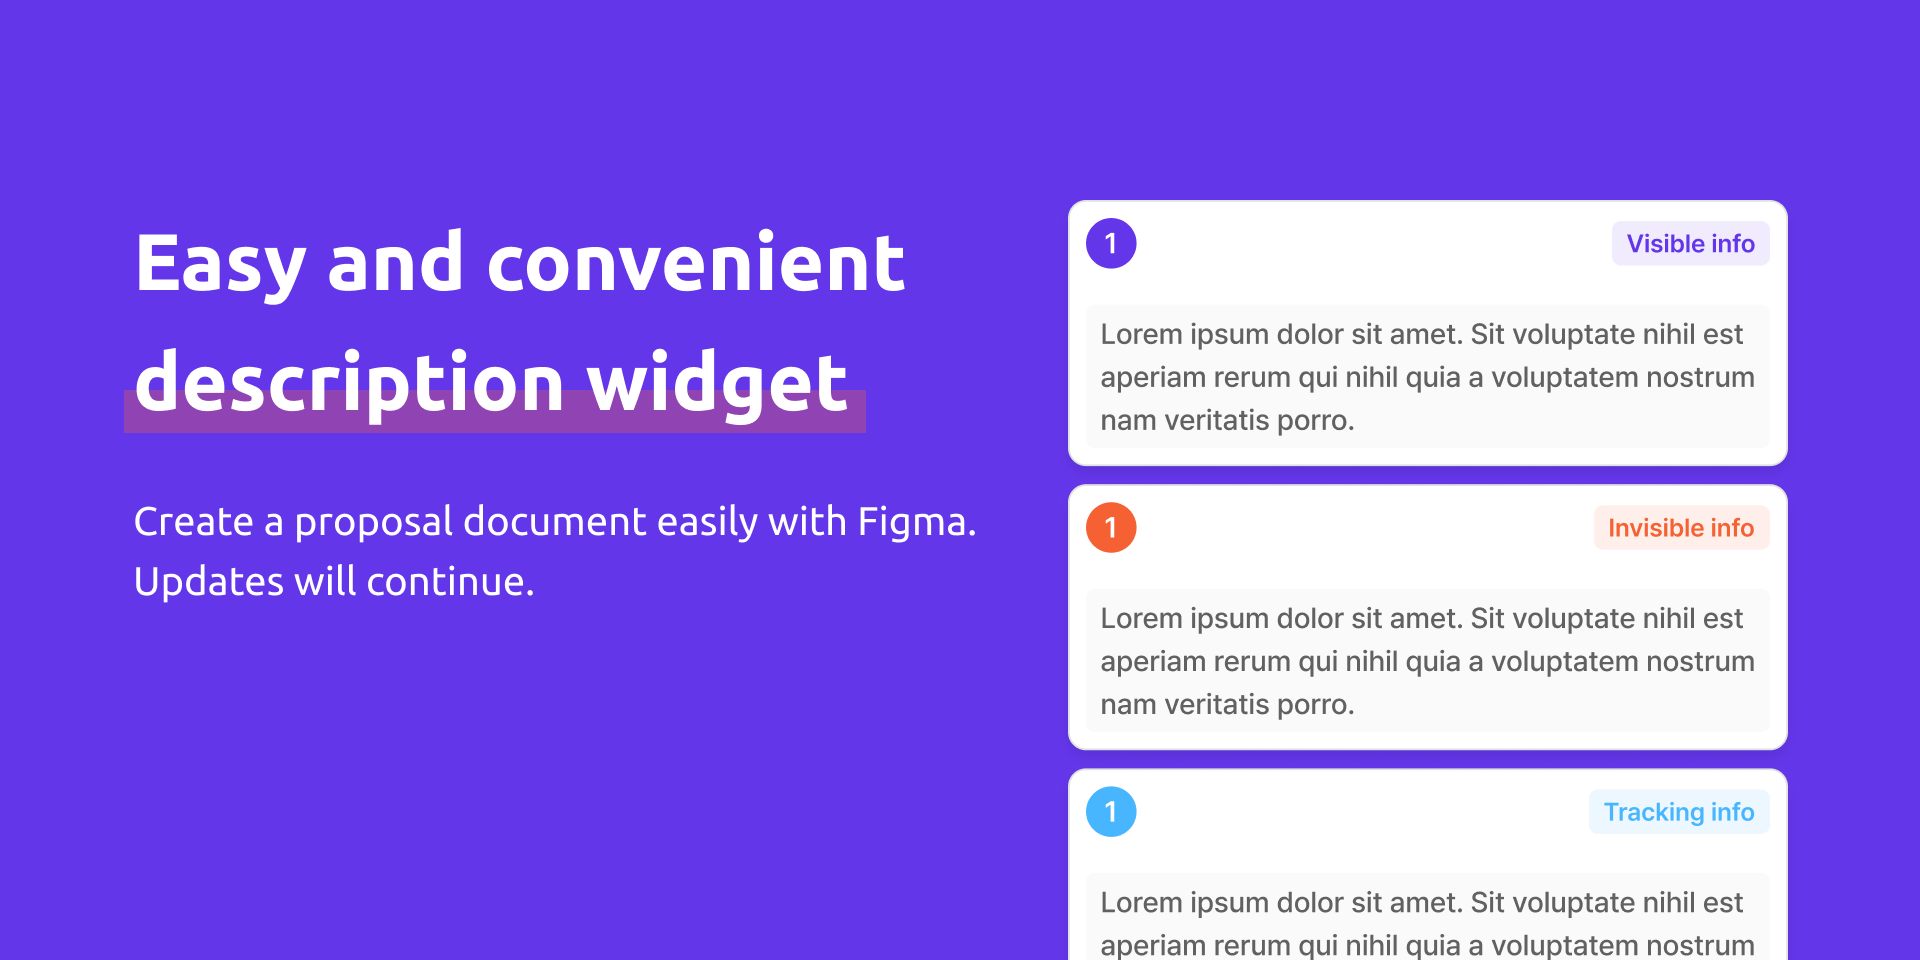 Easy and convenient
description widget
Create a proposal document easily with Figma.
Updates will continue.
1
Visible info
Lorem ipsum dolor sit amet. Sit voluptate nihil est
aperiam rerum qui nihil quia a voluptatem nostrum
nam veritatis porro.
1
Invisible info
Lorem ipsum dolor sit amet. Sit voluptate nihil est
aperiam rerum qui nihil quia a voluptatem nostrum
nam veritatis porro.
1
Tracking info
Lorem ipsum dolor sit amet. Sit voluptate nihil est
aperiam rerum qui nihil quia a voluptatem nostrum